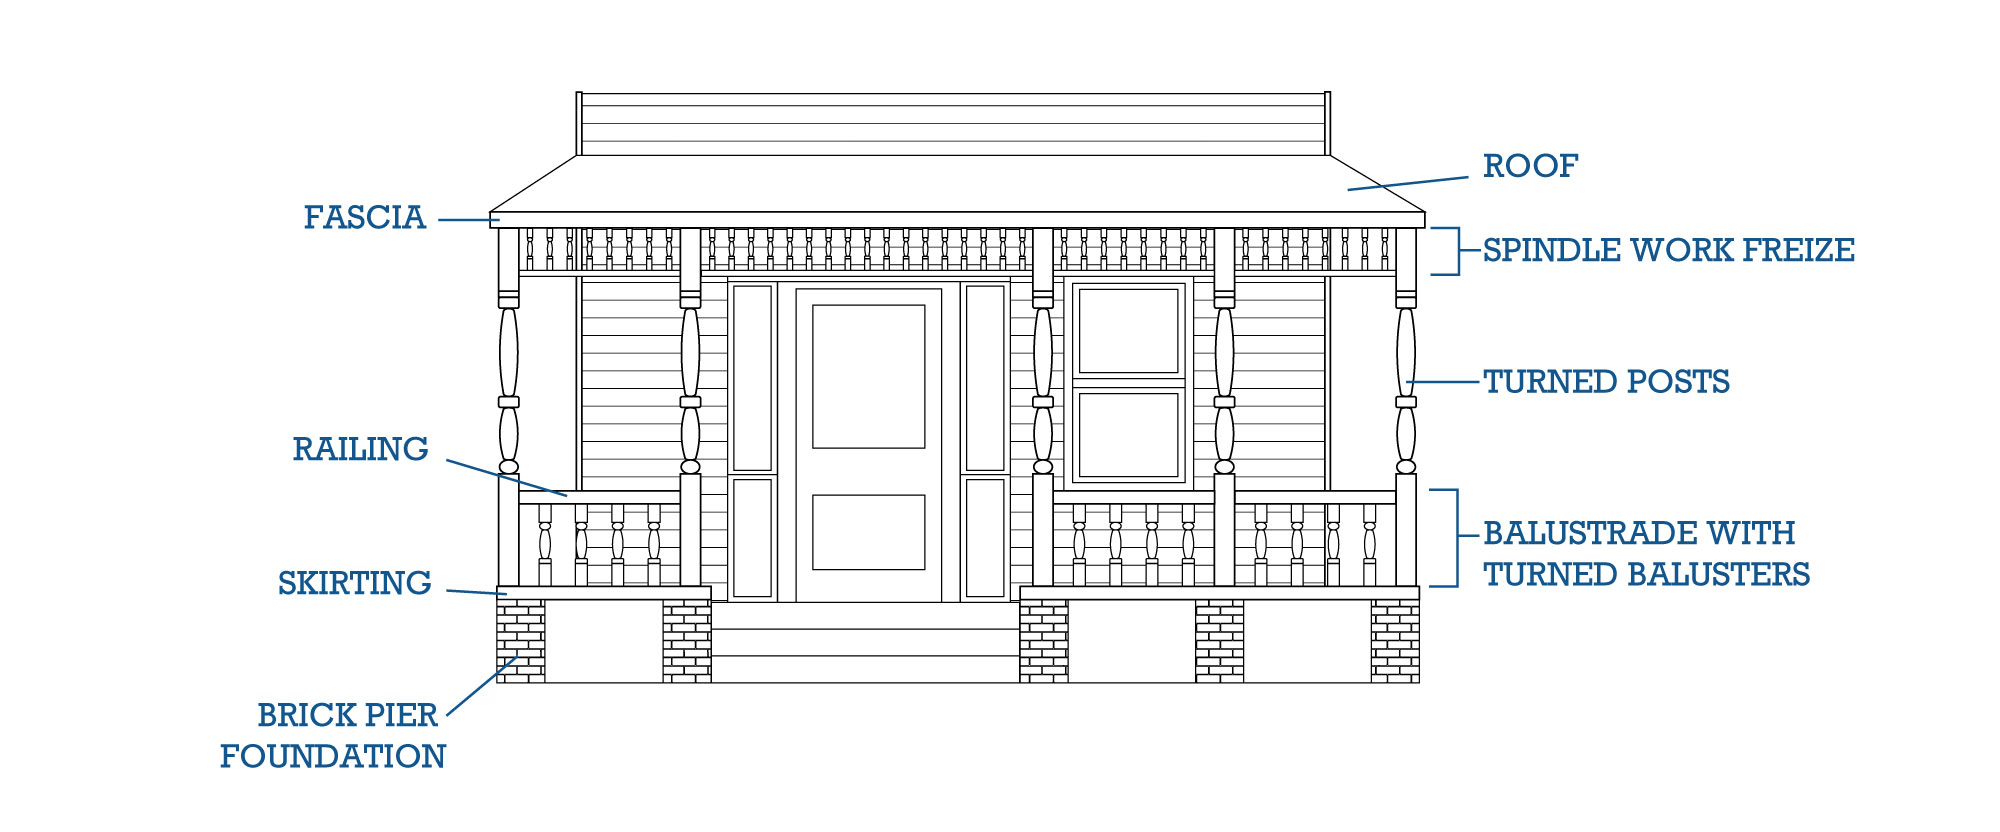 ROOF
FASCIA
SPINDLE WORK FREIZE
TURNED POSTS
RAILING
BALUSTRADE WITH
TURNED BALUSTERS
SKIRTING
BRICK PIER
FOUNDATION